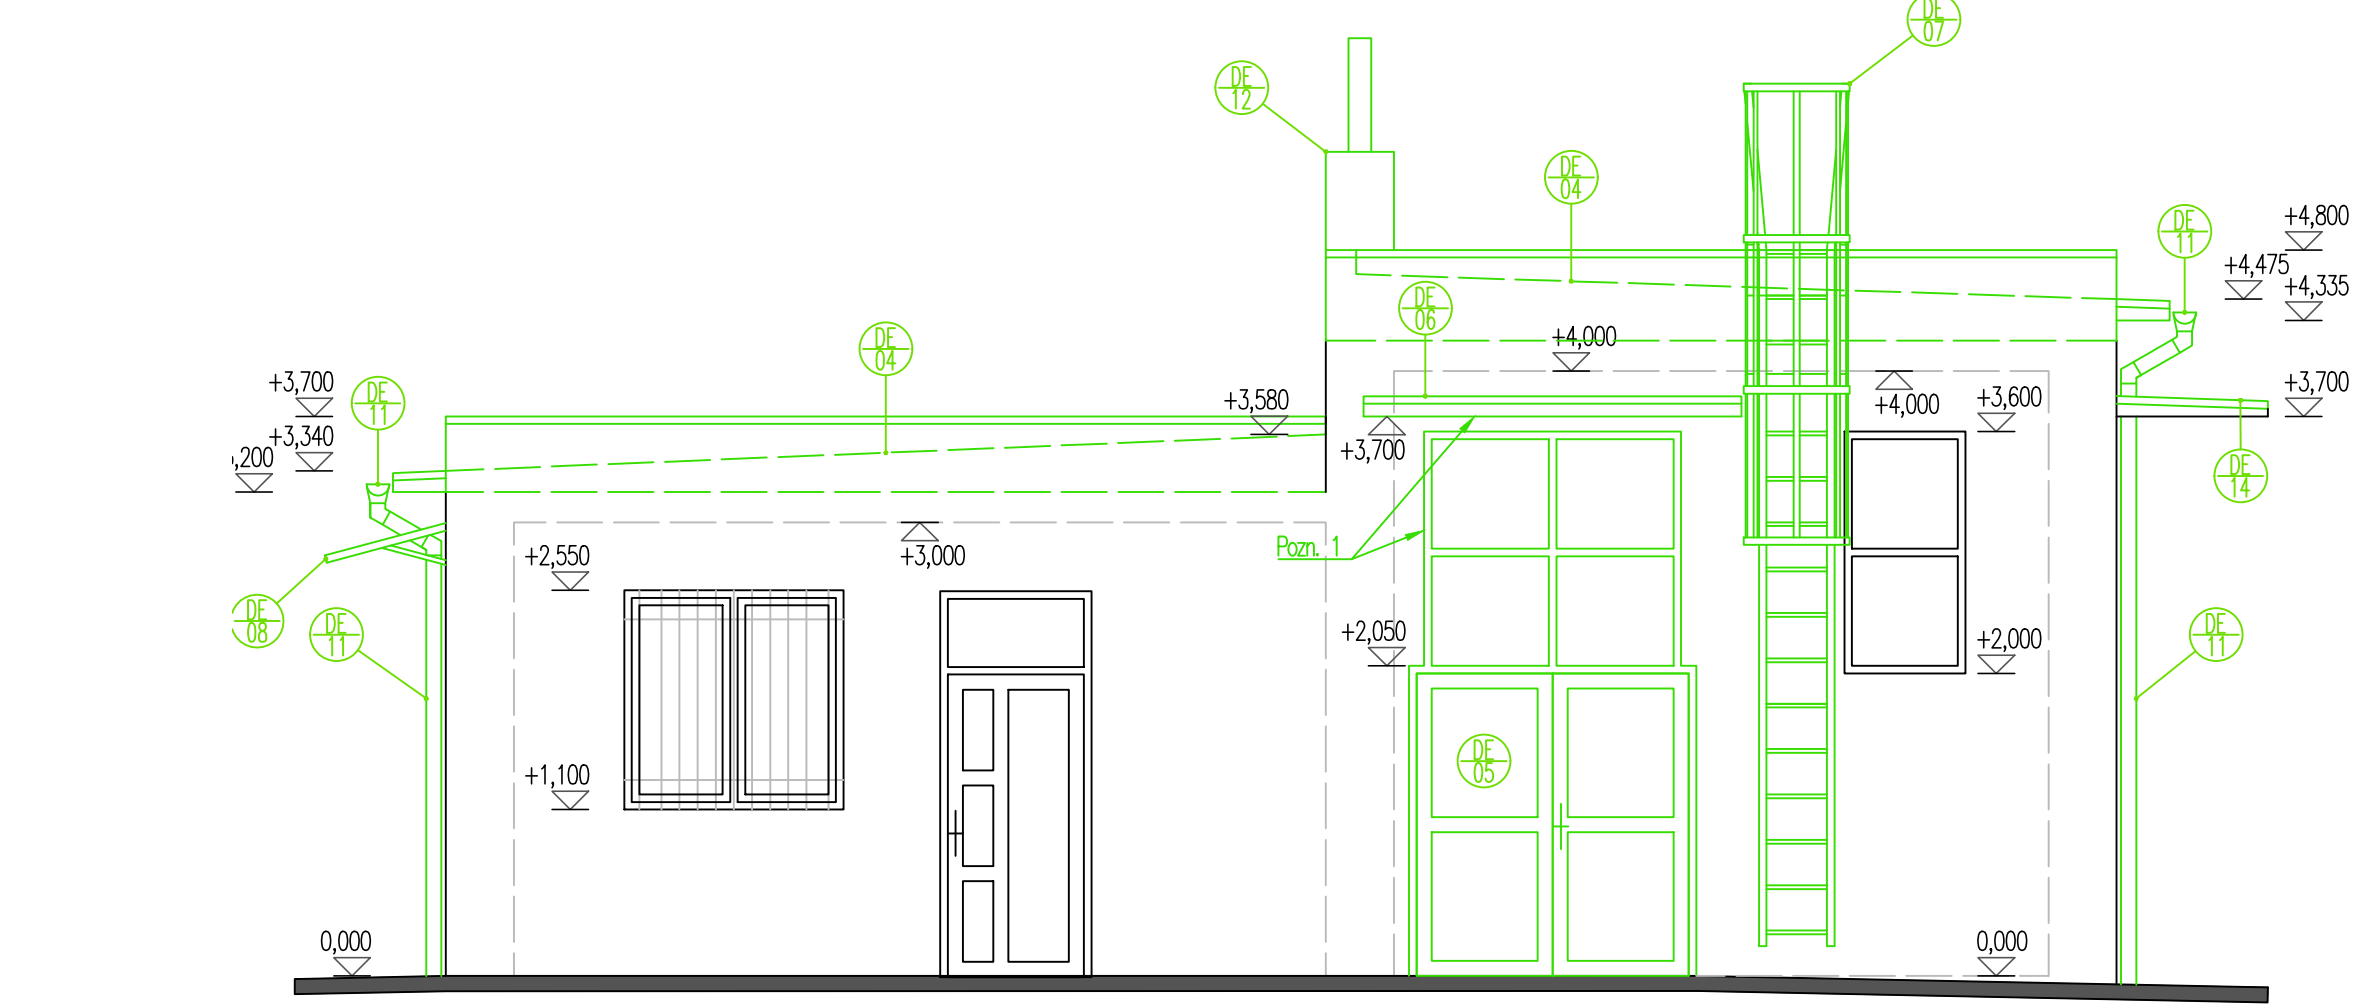 DE
07
DE
12
DE
04
DE
11
+4,800
+4,475
+4,335
DE
06
+4,000
DE
04
+3,700
DE
11
+3,580
+4,000
+3,600
+3,700
+3,340
,200
+3,700
DE
14
Pozn. 1
+2,550
+3,000
DE
08
DE
11
+2,050
+2,000
DE
11
DE
05
+1,100
0,000
0,000